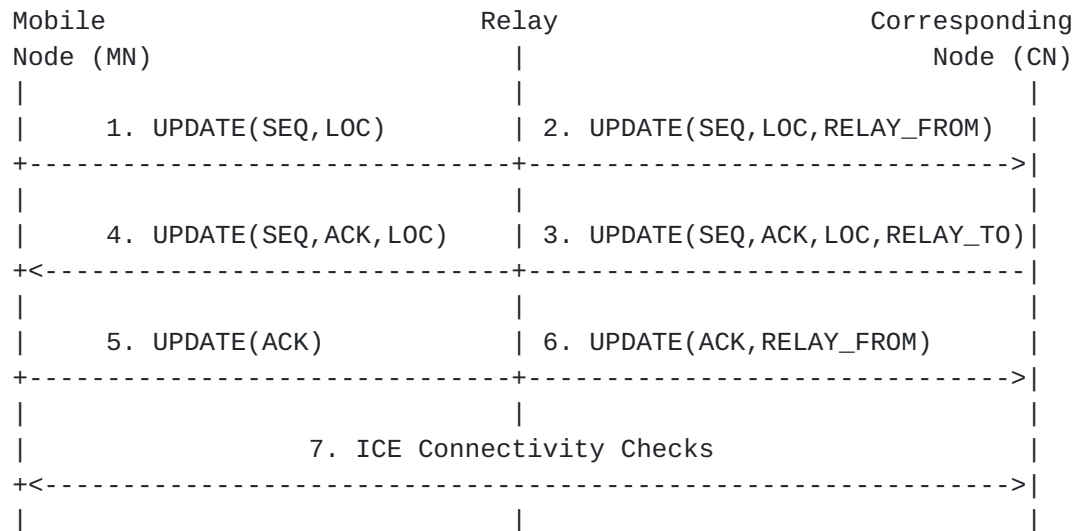 Mobile                        Relay                    Corresponding
Node (MN)                       |                          Node (CN)
|                               |                                |
|     1. UPDATE(SEQ,LOC)        | 2. UPDATE(SEQ,LOC,RELAY_FROM)  |
+-------------------------------+------------------------------->|
|                               |                                |
|     4. UPDATE(SEQ,ACK,LOC)    | 3. UPDATE(SEQ,ACK,LOC,RELAY_TO)|
+<------------------------------+--------------------------------|
|                               |                                |
|     5. UPDATE(ACK)            | 6. UPDATE(ACK,RELAY_FROM)      |
+-------------------------------+------------------------------->|
|                               |                                |
|                  7. ICE Connectivity Checks                    |
+<-------------------------------------------------------------->|
|                               |                                |